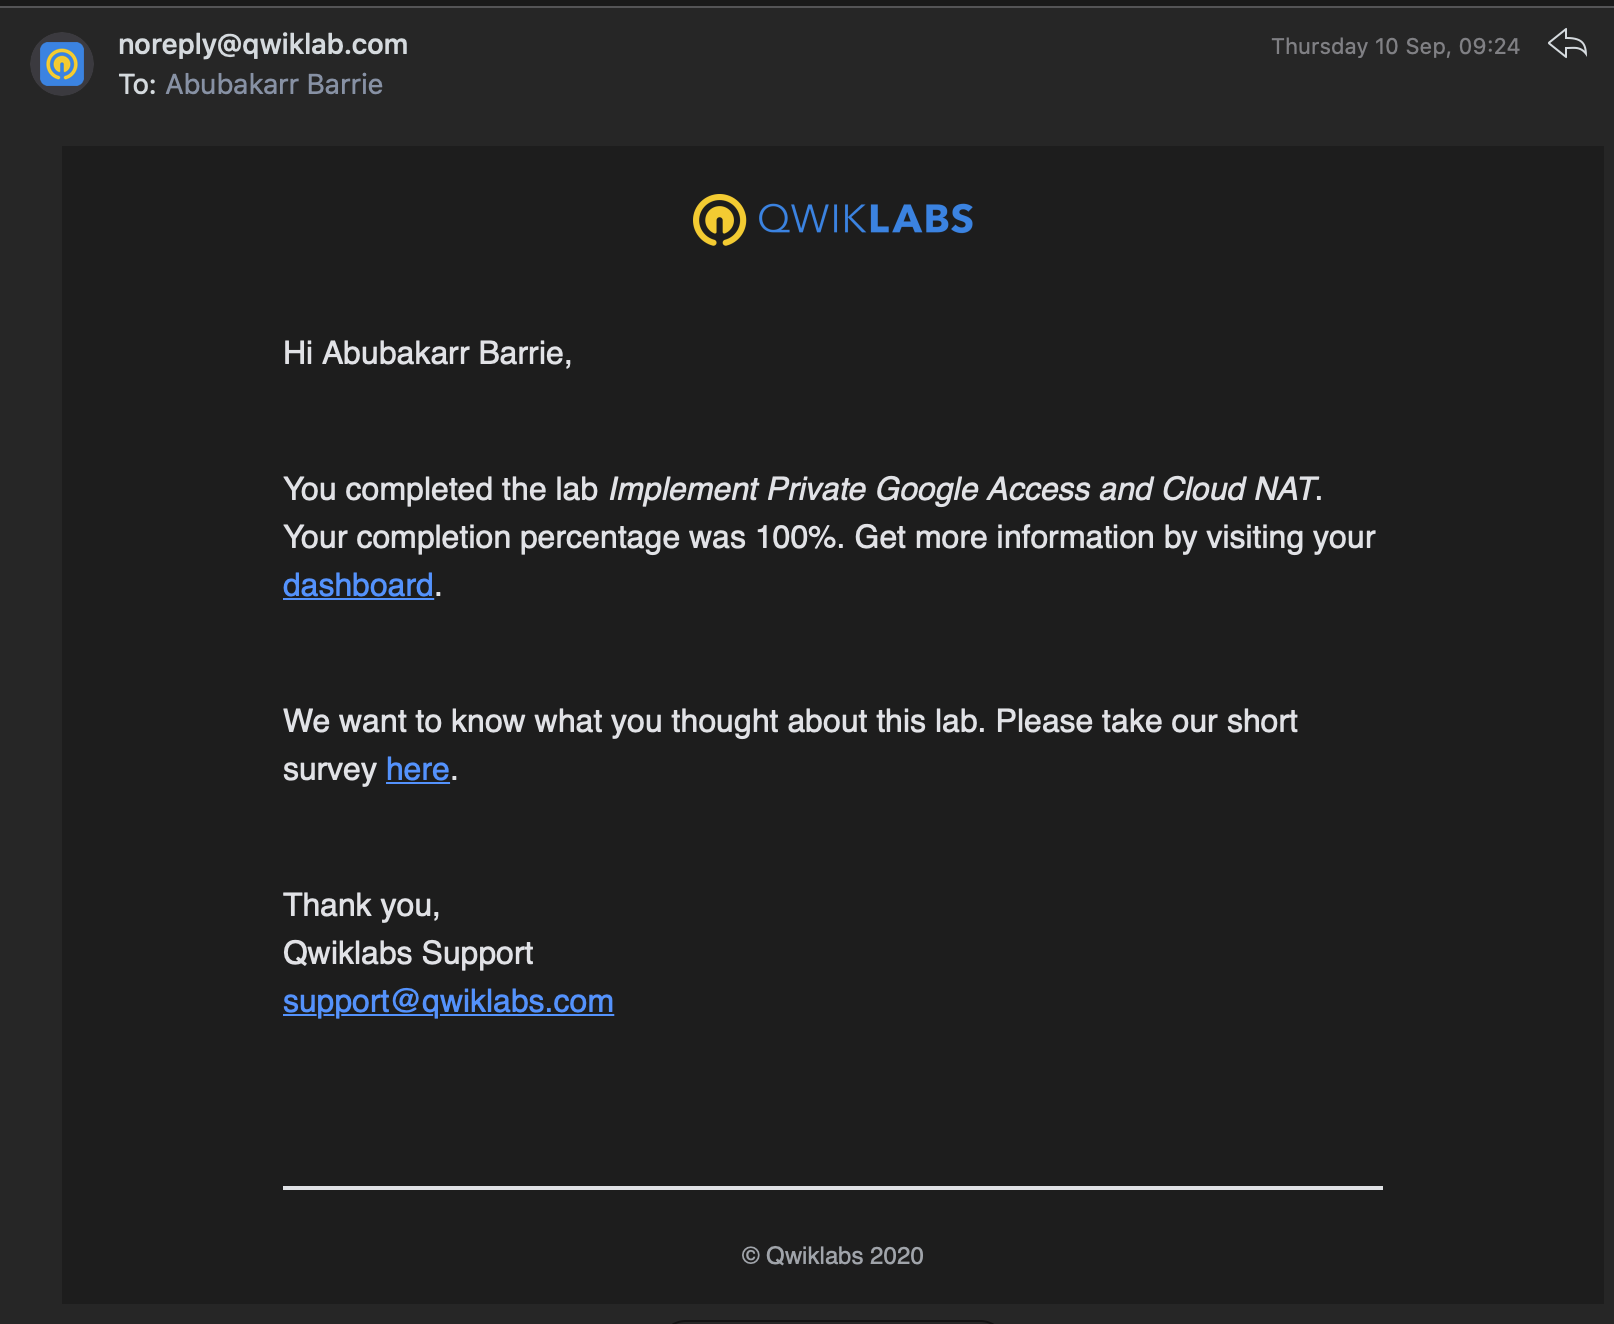 noreply@qwiklab.com
Thursday 10 Sep, 09:24
To: Abubakarr Barrie
QWIKLABS
Hi Abubakarr Barrie,
You completed the lab Implement Private Google Access and Cloud NAT.
Your completion percentage was 100%. Get more information by visiting your
dashboard.
We want to know what you thought about this lab. Please take our short
survey here.
Thank you,
Qwiklabs Support
support@qwiklabs.com
© Qwiklabs 2020